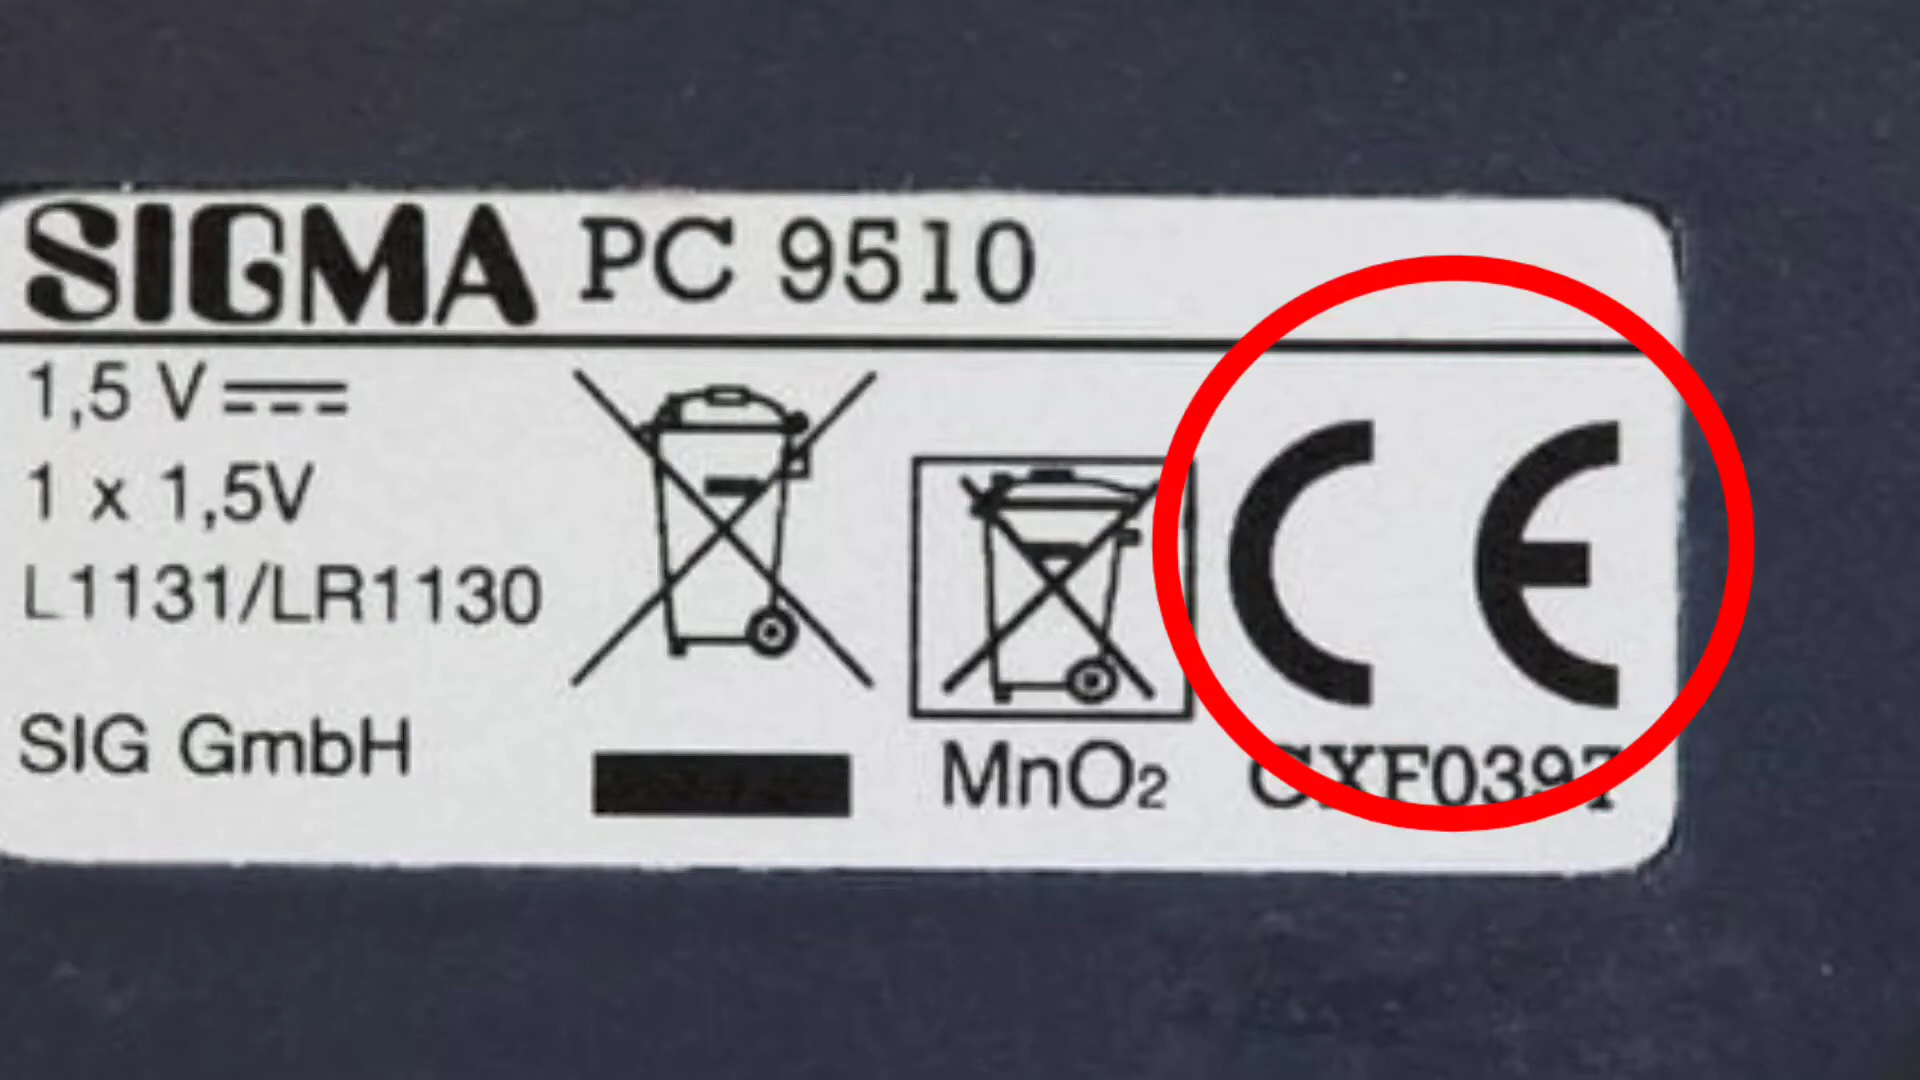 SIGMA PC 9510
1,5 V
1 x 1,5V
L1131/LR1130
SIG GmbH
MnO₂
CE